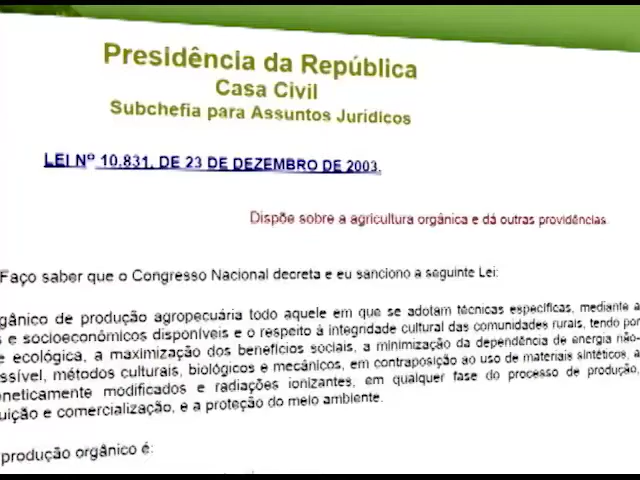 Presidência da República
Casa Civil
Subchefia para Assuntos Jurídicos
LEI Nº 10.831, DE 23 DE DEZEMBRO DE 2003.
Dispõe sobre a agricultura orgânica e dá outras providências.
Faço saber que o Congresso Nacional decreta e eu sanciono a seguinte Lei:
gânico de produção agropecuária todo aquele em que se adotam técnicas específicas, mediante a
s e socioeconômicos disponíveis e o respeito à integridade cultural das comunidades rurais, tendo por
e ecológica, a maximização dos benefícios sociais, a minimização da dependência de energia não-
ssível, métodos culturais, biológicos e mecânicos, em contraposição ao uso de materiais sintéticos, a
eneticamente modificados e radiações ionizantes, em qualquer fase do processo de produção,
uição e comercialização, e a proteção do meio ambiente.
produção orgânico é: